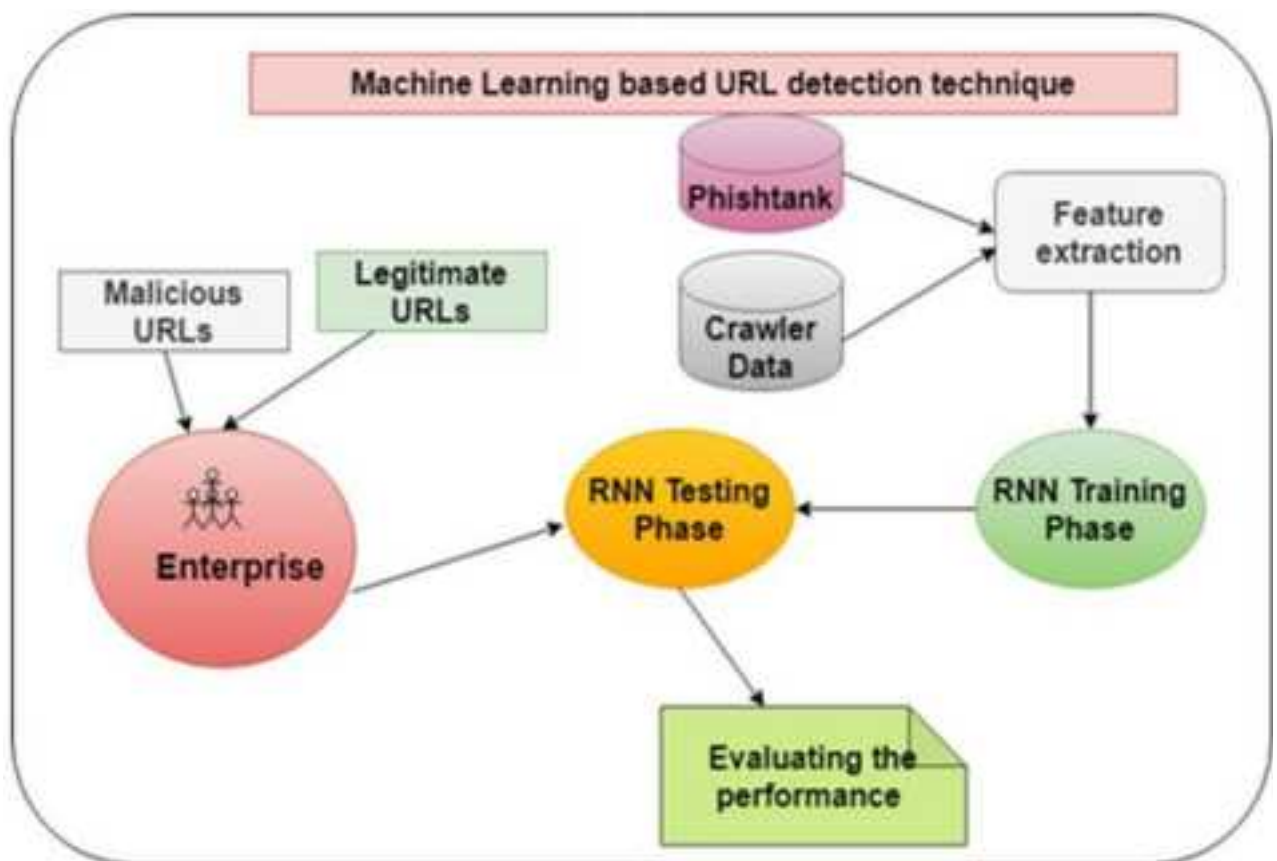 Machine Learning based URL detection technique
Phishtank
Feature
extraction
Malicious
URLs
Legitimate
URLs
Crawler
Data
Enterprise
RNN Testing
Phase
RNN Training
Phase
Evaluating the
performance